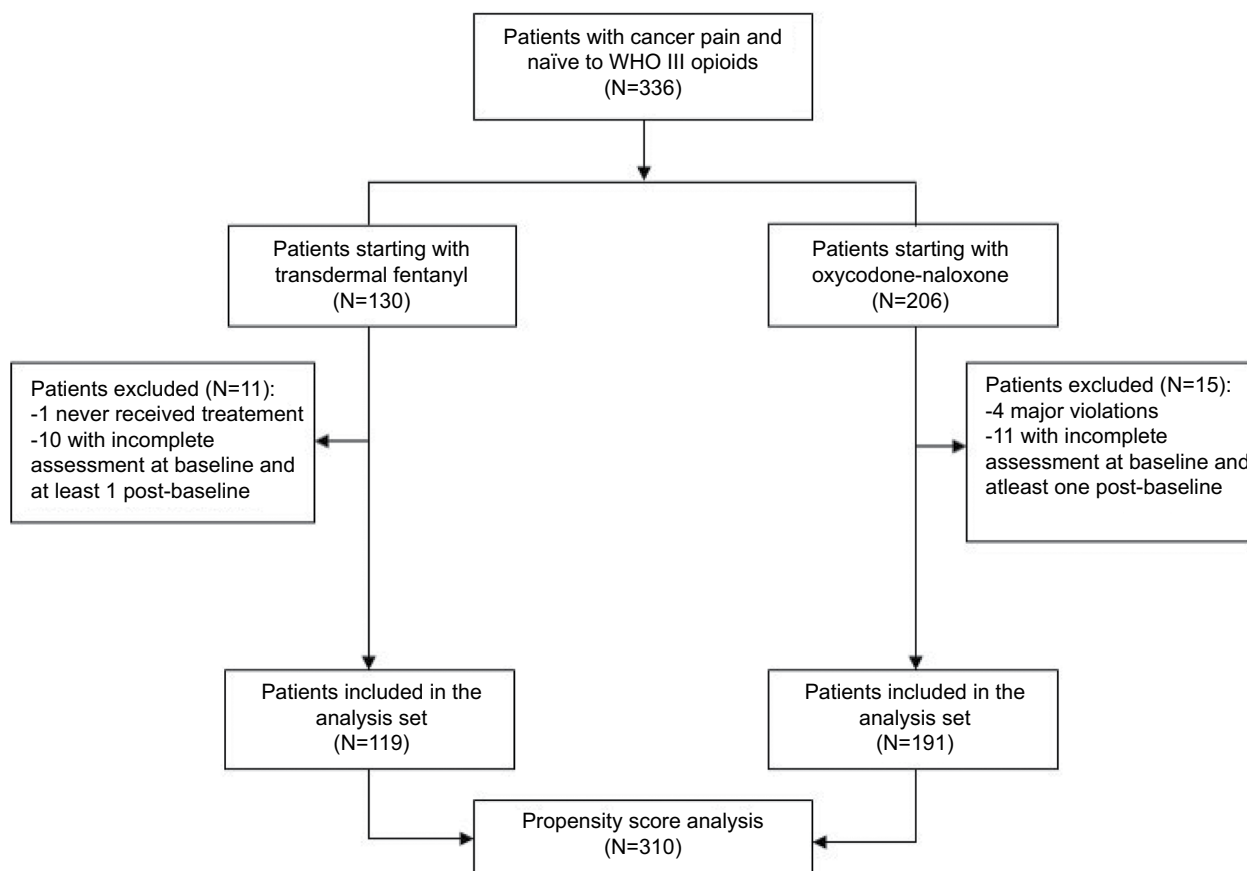 Patients with cancer pain and
naïve to WHO III opioids
(N=336)
Patients starting with
transdermal fentanyl
(N=130)
Patients starting with
oxycodone-naloxone
(N=206)
Patients excluded (N=11):
-1 never received treatement
-10 with incomplete
assessment at baseline and
at least 1 post-baseline
Patients excluded (N=15):
-4 major violations
-11 with incomplete
assessment at baseline and
atleast one post-baseline
Patients included in the
analysis set
(N=119)
Patients included in the
analysis set
(N=191)
Propensity score analysis
(N=310)